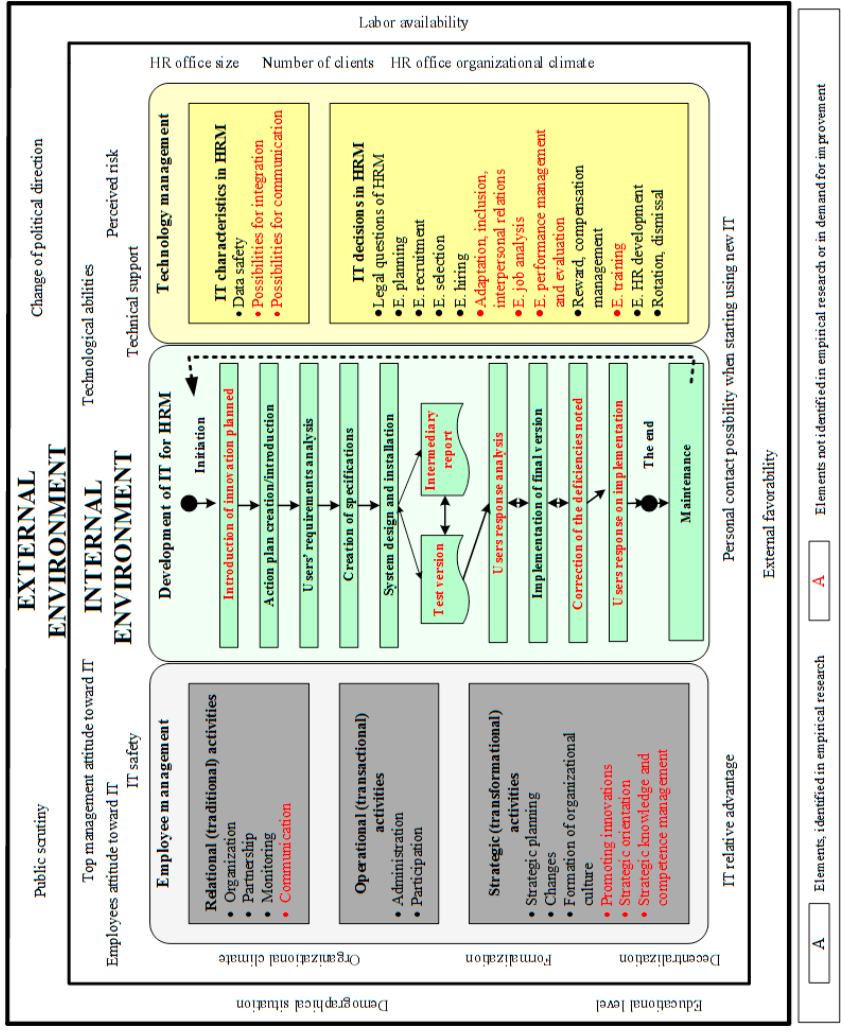 EXTERNAL
ENVIRONMENT
Public scrutiny
Change of political direction
Labor availability
Demographical situation
Educational level
External favorability
INTERNAL
ENVIRONMENT
Top management attitude toward IT
Employees attitude toward IT
IT safety
Technological abilities
Technical support
Perceived risk
HR office size
Number of clients
HR office organizational climate
Organizational climate
Formalization
Decentralization
IT relative advantage
Personal contact possibility when starting using new IT
Employee management
Relational (traditional) activities
• Organization
• Partnership
• Monitoring
• Communication
Operational (transactional)
activities
• Administration
• Participation
Strategic (transformational)
activities
• Strategic planning
• Changes
• Formation of organizational
culture
• Promoting innovations
• Strategic orientation
• Strategic knowledge and
competence management
Development of IT for HRM
Initiation
Introduction of innovation planned
Action plan creation/introduction
Users' requirements analysis
Creation of specifications
System design and installation
Test version
Intermediary
report
Users response analysis
Implementation of final version
Correction of the deficiencies noted
Users response on implementation
The end
Maintenance
Technology management
IT characteristics in HRM
• Data safety
• Possibilities for integration
• Possibilities for communication
IT decisions in HRM
• Legal questions of HRM
• E. planning
• E. recruitment
• E. selection
• E. hiring
• Adaptation, inclusion,
interpersonal relations
• E. job analysis
• E. performance management
and evaluation
• Reward, compensation
management
• E. training
• E. HR development
• Rotation, dismissal
A
Elements, identified in empirical research
A
Elements not identified in empirical research or in demand for improvement